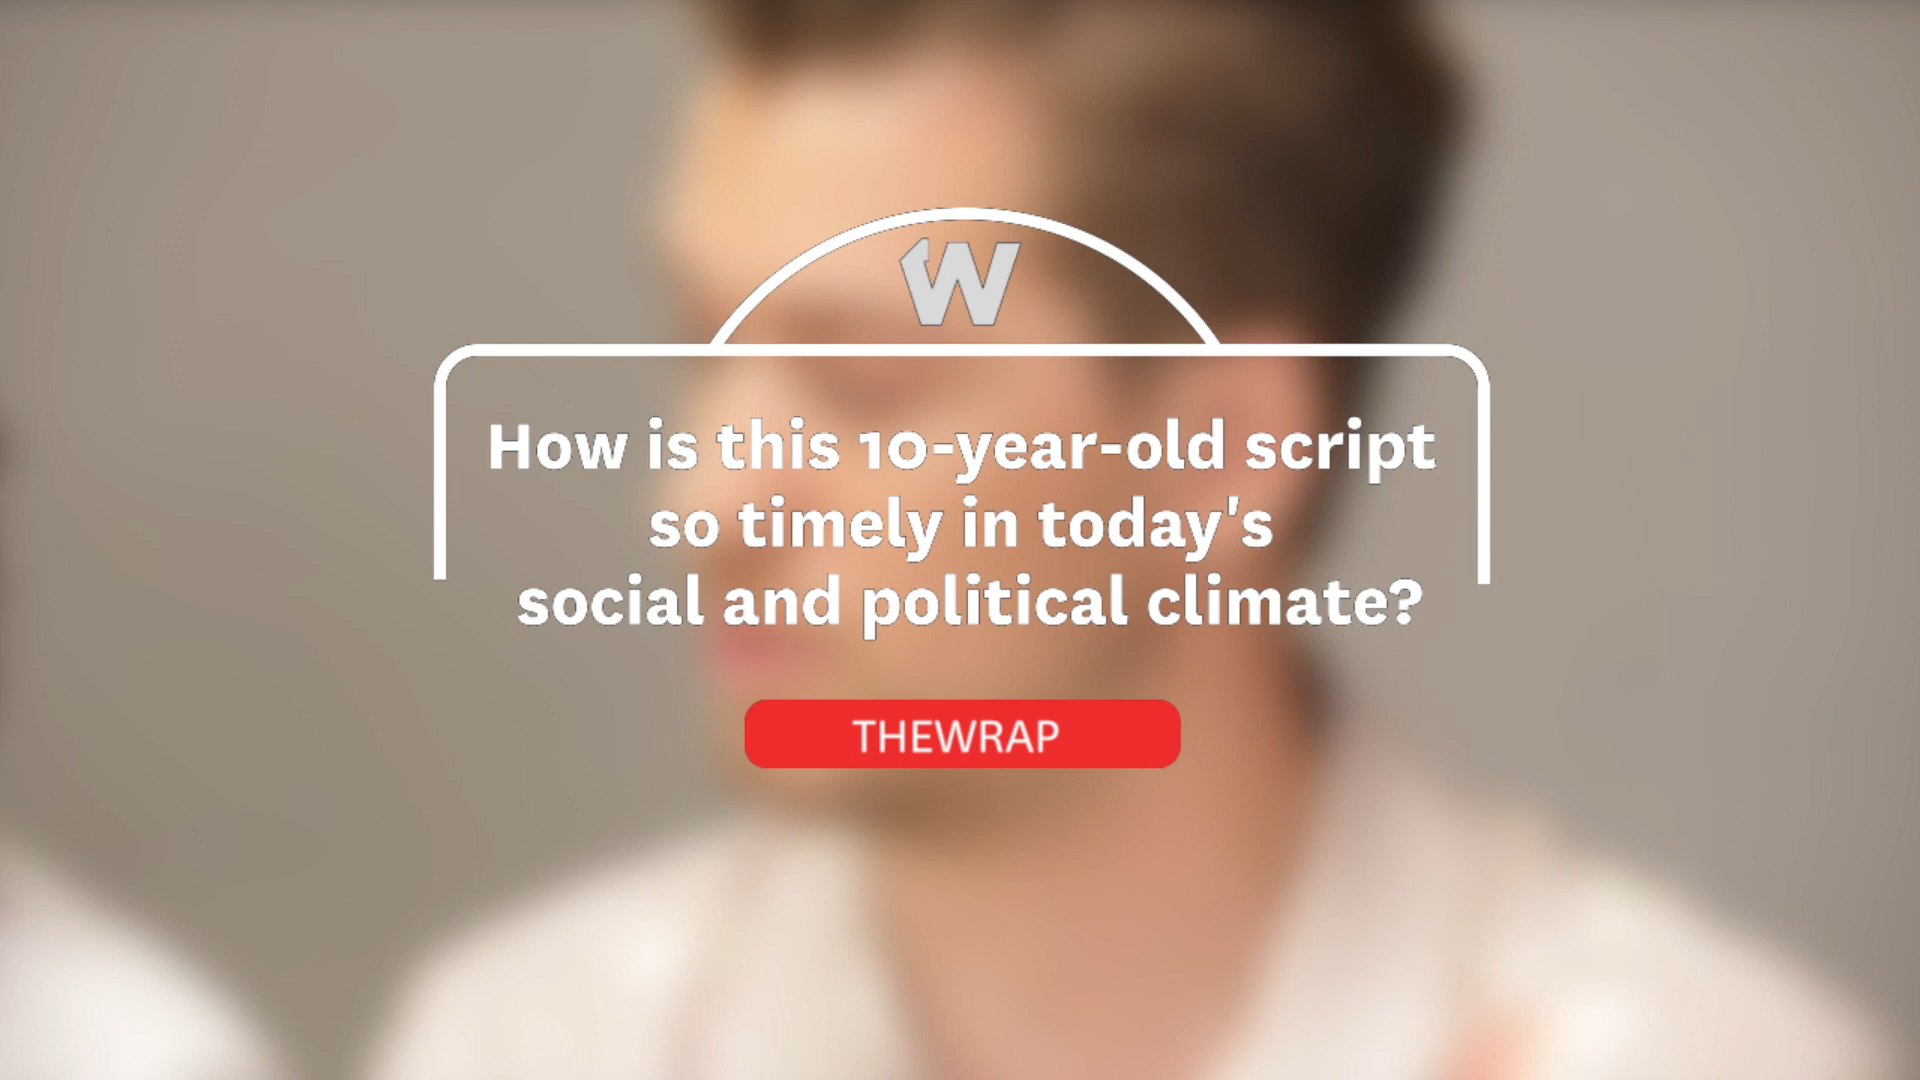 W
How is this 10-year-old script
so timely in today's
social and political climate?
THEWRAP